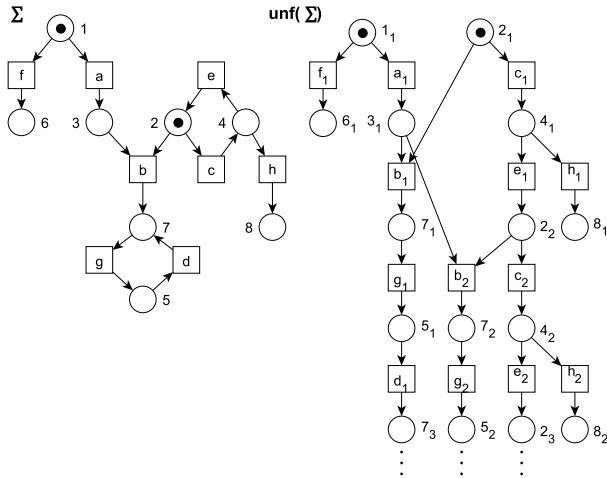 Σ unf( Σ )
1 1₁ 2₁
f a e f₁ a₁ c₁
6 3 2 4 6₁ 3₁ 4₁
b c h b₁ e₁ h₁
7 8 7₁ 2₂ 8₁
g d g₁ b₂ c₂
5 5₁ 7₂ 4₂
d₁ g₂ e₂ h₂
7₃ 5₂ 2₃ 8₂